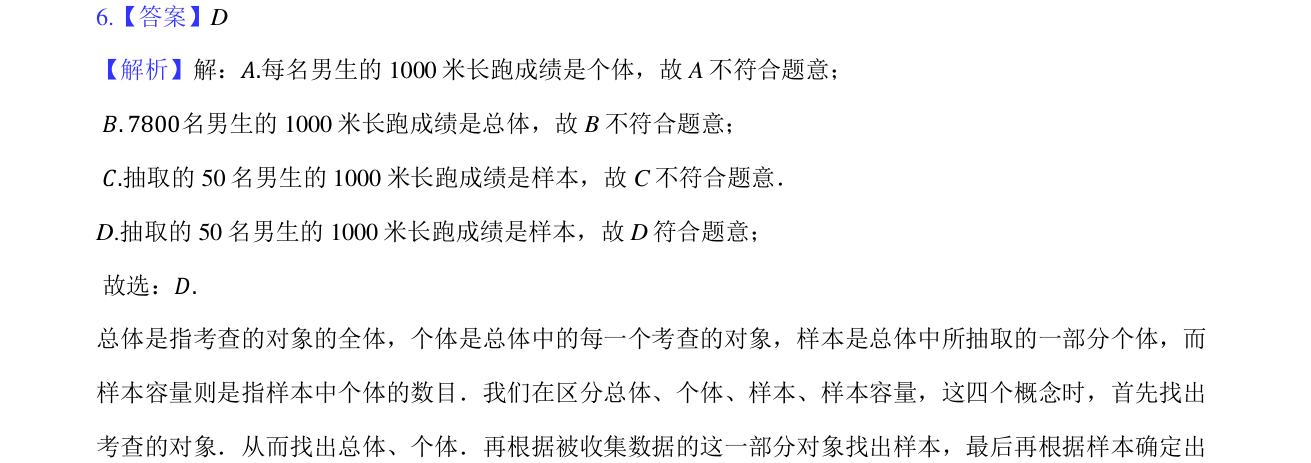 6.【答案】D
【解析】解：A.每名男生的 1000 米长跑成绩是个体，故 A 不符合题意；
B.7800名男生的 1000 米长跑成绩是总体，故 B 不符合题意；
C.抽取的 50 名男生的 1000 米长跑成绩是样本，故 C 不符合题意．
D.抽取的 50 名男生的 1000 米长跑成绩是样本，故 D 符合题意；
故选：D.
总体是指考查的对象的全体，个体是总体中的每一个考查的对象，样本是总体中所抽取的一部分个体，而
样本容量则是指样本中个体的数目．我们在区分总体、个体、样本、样本容量，这四个概念时，首先找出
考查的对象．从而找出总体、个体．再根据被收集数据的这一部分对象找出样本，最后再根据样本确定出